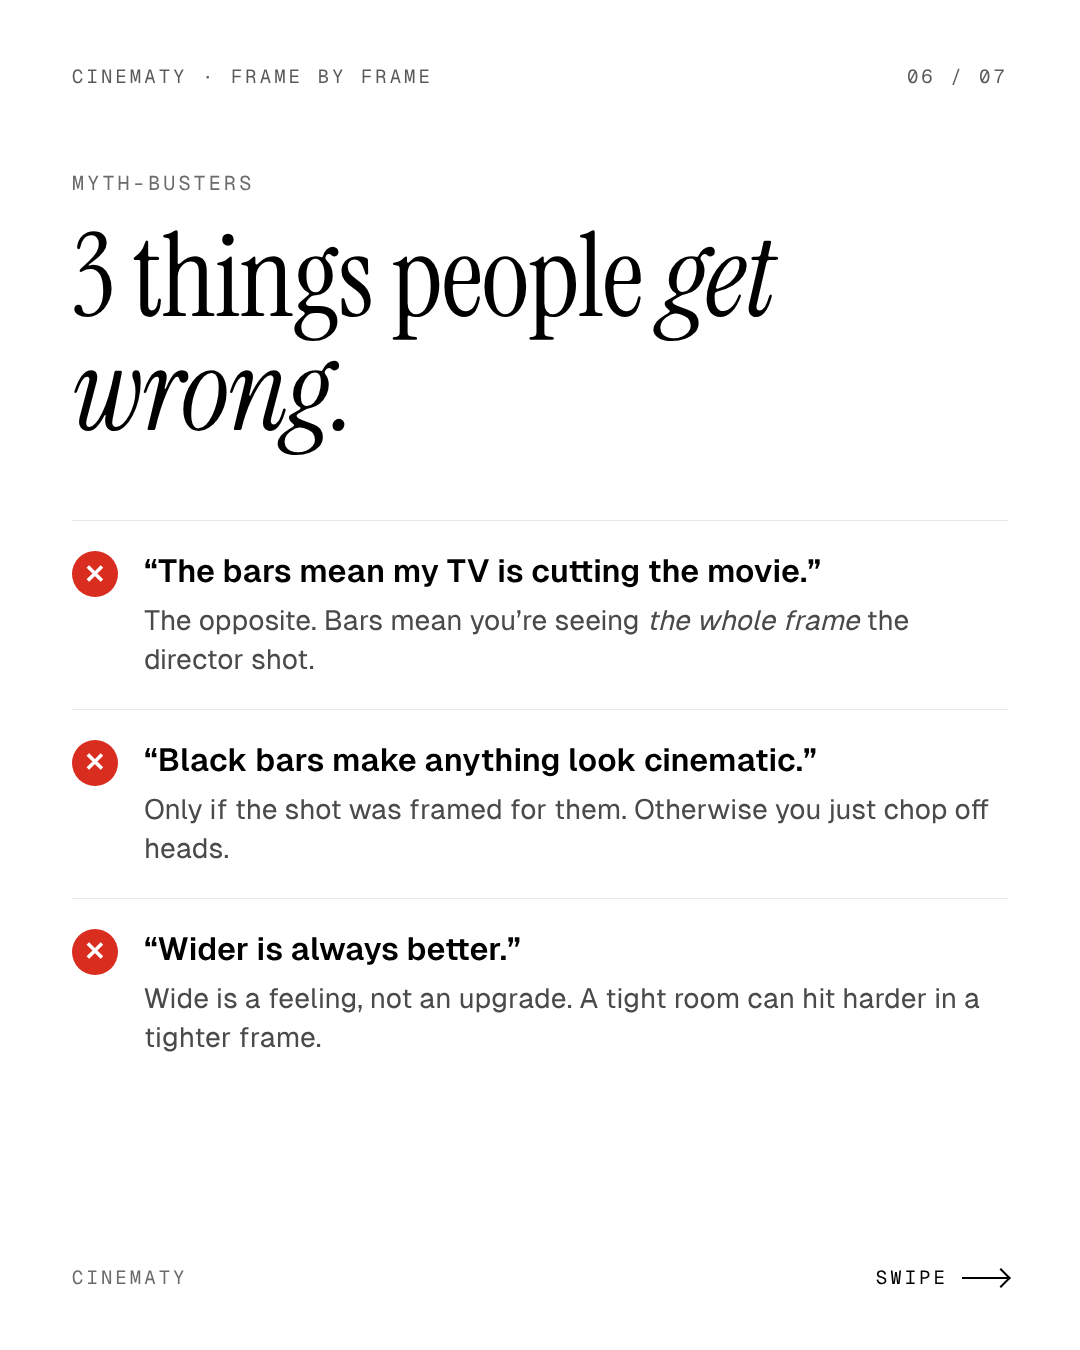 CINEMATY · FRAME BY FRAME
06 / 07
MYTH-BUSTERS
3 things people get
wrong.
“The bars mean my TV is cutting the movie.”
The opposite. Bars mean you’re seeing the whole frame the
director shot.
“Black bars make anything look cinematic.”
Only if the shot was framed for them. Otherwise you just chop off
heads.
“Wider is always better.”
Wide is a feeling, not an upgrade. A tight room can hit harder in a
tighter frame.
CINEMATY
SWIPE